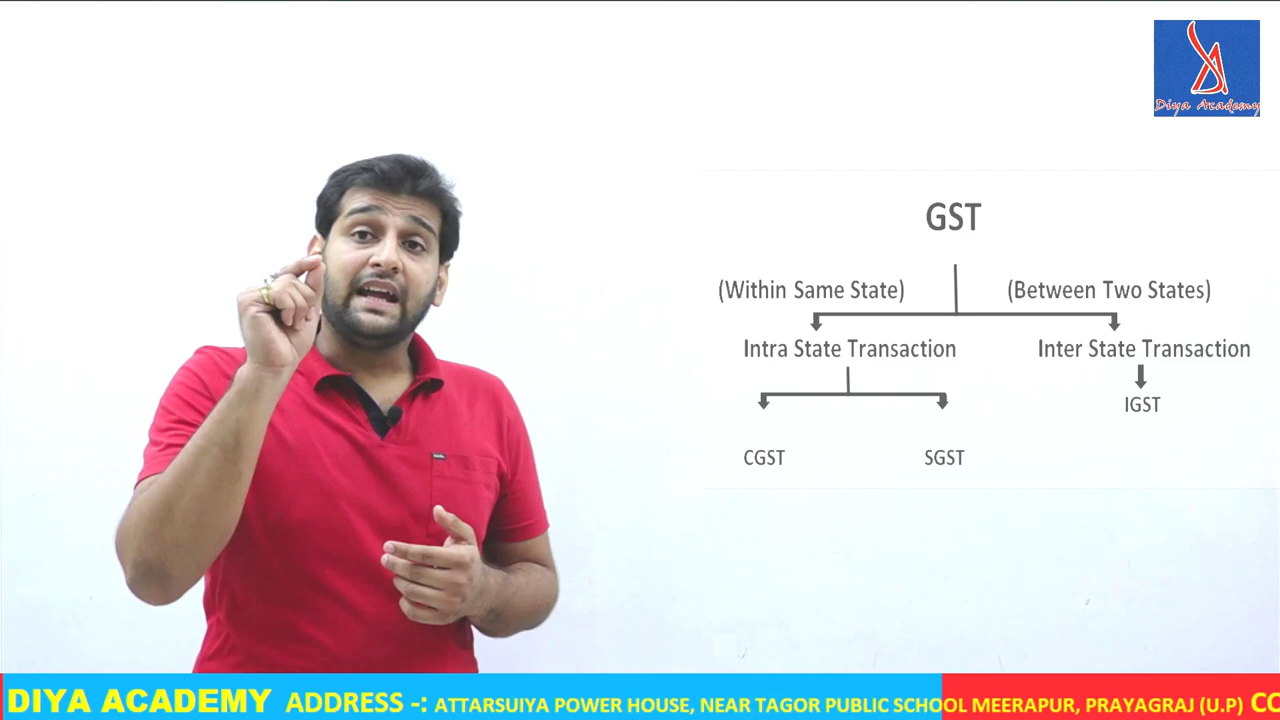 Diya Academy
GST
(Within Same State)
(Between Two States)
Intra State Transaction
Inter State Transaction
IGST
CGST
SGST
DIYA ACADEMY ADDRESS -: ATTARSUIYA POWER HOUSE, NEAR TAGOR PUBLIC SCHOOL MEERAPUR, PRAYAGRAJ (U.P)